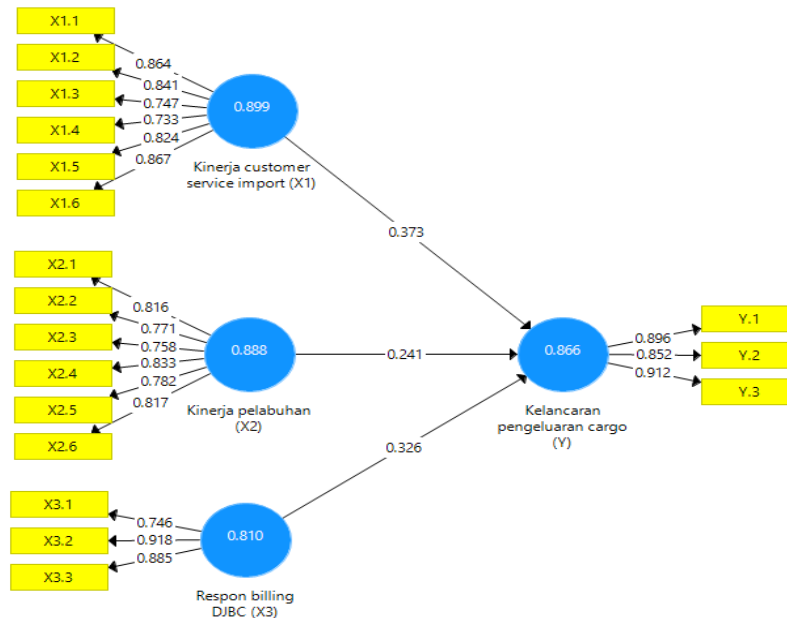 X1.1
X1.2
X1.3
X1.4
X1.5
X1.6
0.864
0.841
0.747
0.733
0.824
0.867
0.899
Kinerja customer
service import (X1)
0.373
X2.1
X2.2
X2.3
X2.4
X2.5
X2.6
0.816
0.771
0.758
0.833
0.782
0.817
0.888
Kinerja pelabuhan
(X2)
0.241
0.866
Kelancaran
pengeluaran cargo
(Y)
0.896
0.852
0.912
Y.1
Y.2
Y.3
0.326
X3.1
X3.2
X3.3
0.746
0.918
0.885
0.810
Respon billing
DJBC (X3)